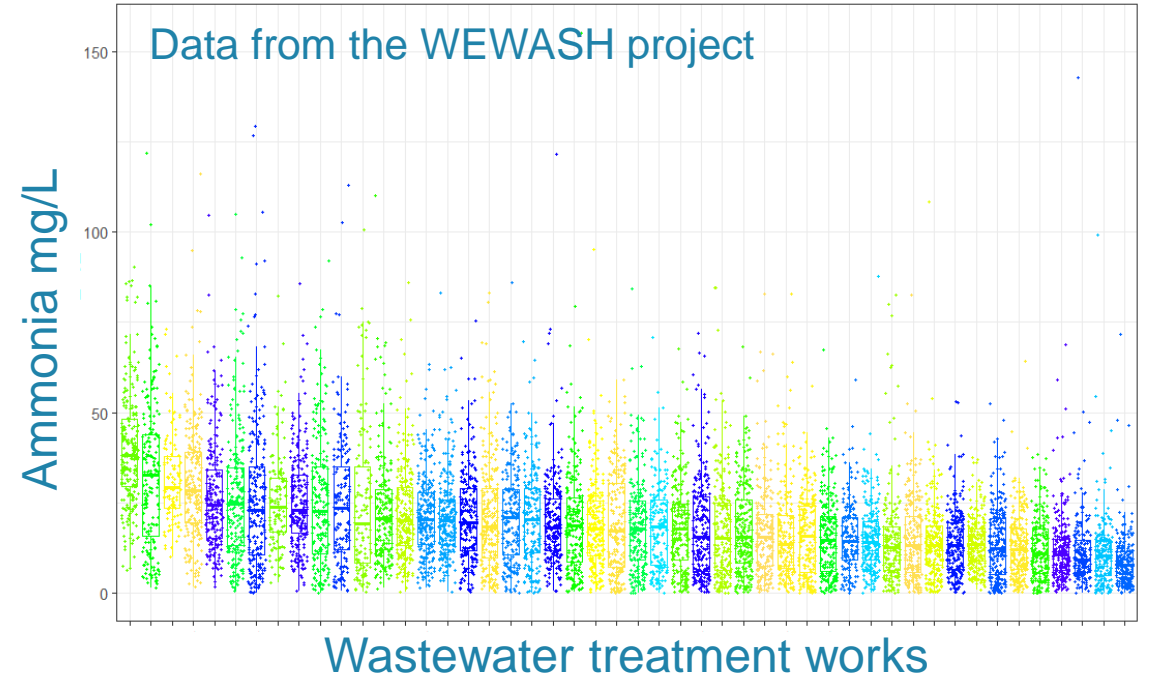 Data from the WEWASH project
150
100
50
0
Ammonia mg/L
Wastewater treatment works